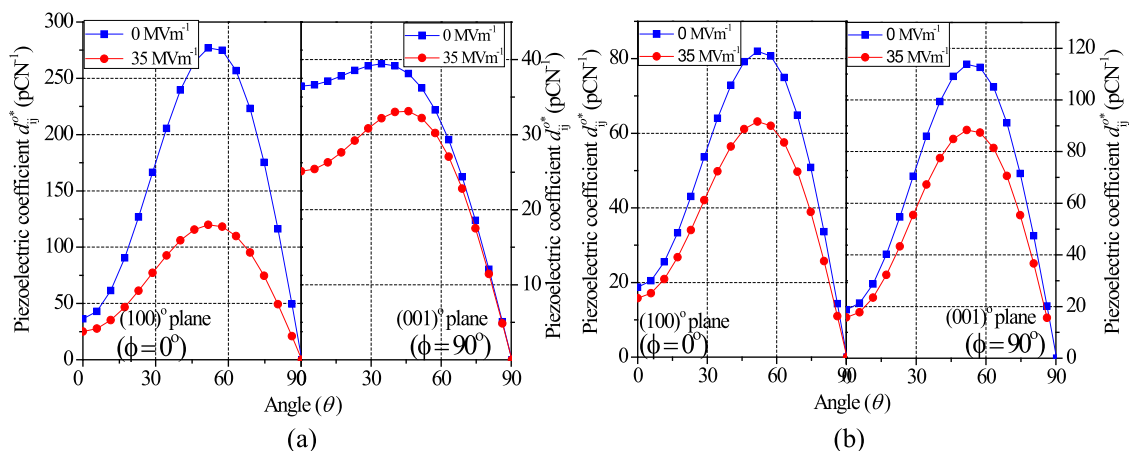 Piezoelectric coefficient d_ij^o* (pCN^-1)
300
250
200
150
100
50
0
0 MVm^-1
35 MVm^-1
(100)^o plane
(ϕ=0^o)
0 30 60 90
0 MVm^-1
35 MVm^-1
(001)^o plane
(ϕ=90^o)
0 30 60 90
40
30
20
10
0
Piezoelectric coefficient d_ij^o* (pCN^-1)
Angle (θ)
(a)
Piezoelectric coefficient d_ij^o* (pCN^-1)
80
60
40
20
0
0 MVm^-1
35 MVm^-1
(100)^o plane
(ϕ=0^o)
0 30 60 90
0 MVm^-1
35 MVm^-1
(001)^o plane
(ϕ=90^o)
0 30 60 90
120
100
80
60
40
20
0
Piezoelectric coefficient d_ij^o* (pCN^-1)
Angle (θ)
(b)